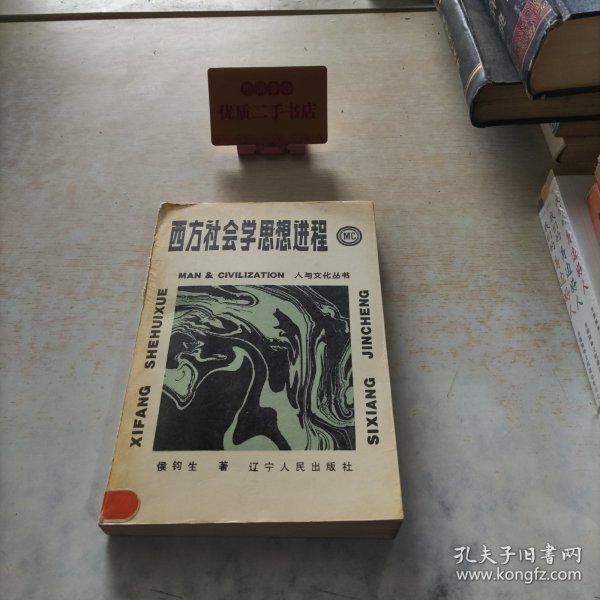 优质二手书店
西方社会学思想进程
MC
MAN & CIVILIZATION 人与文化丛书
XIFANG SHEHUIXUE
SIXIANG JINCHENG
侯钧生 著 辽宁人民出版社
孔夫子旧书网
www.kongfz.com